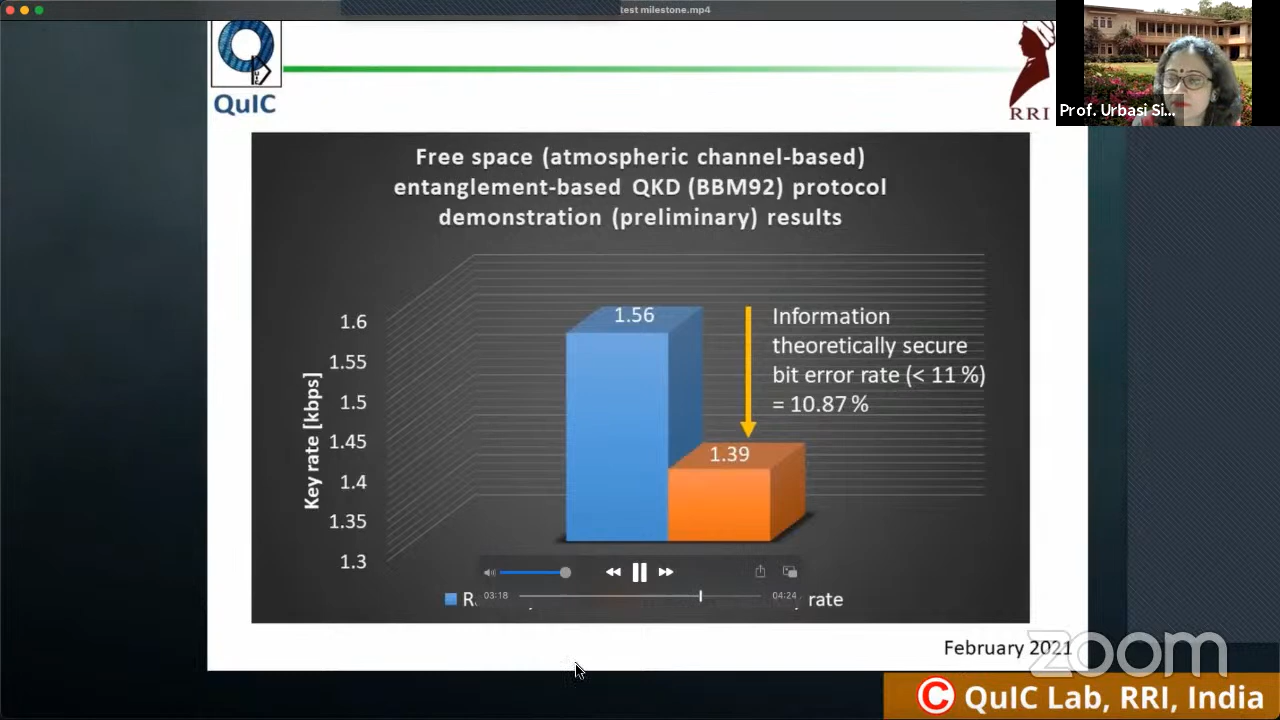 test milestone.mp4
QuIC
RRI
Prof. Urbasi Si...
Free space (atmospheric channel-based)
entanglement-based QKD (BBM92) protocol
demonstration (preliminary) results
Key rate [kbps]
1.6
1.55
1.5
1.45
1.4
1.35
1.3
1.56
1.39
Information
theoretically secure
bit error rate (< 11 %)
= 10.87 %
03:18
04:24
rate
February 2021
zoom
© QuIC Lab, RRI, India